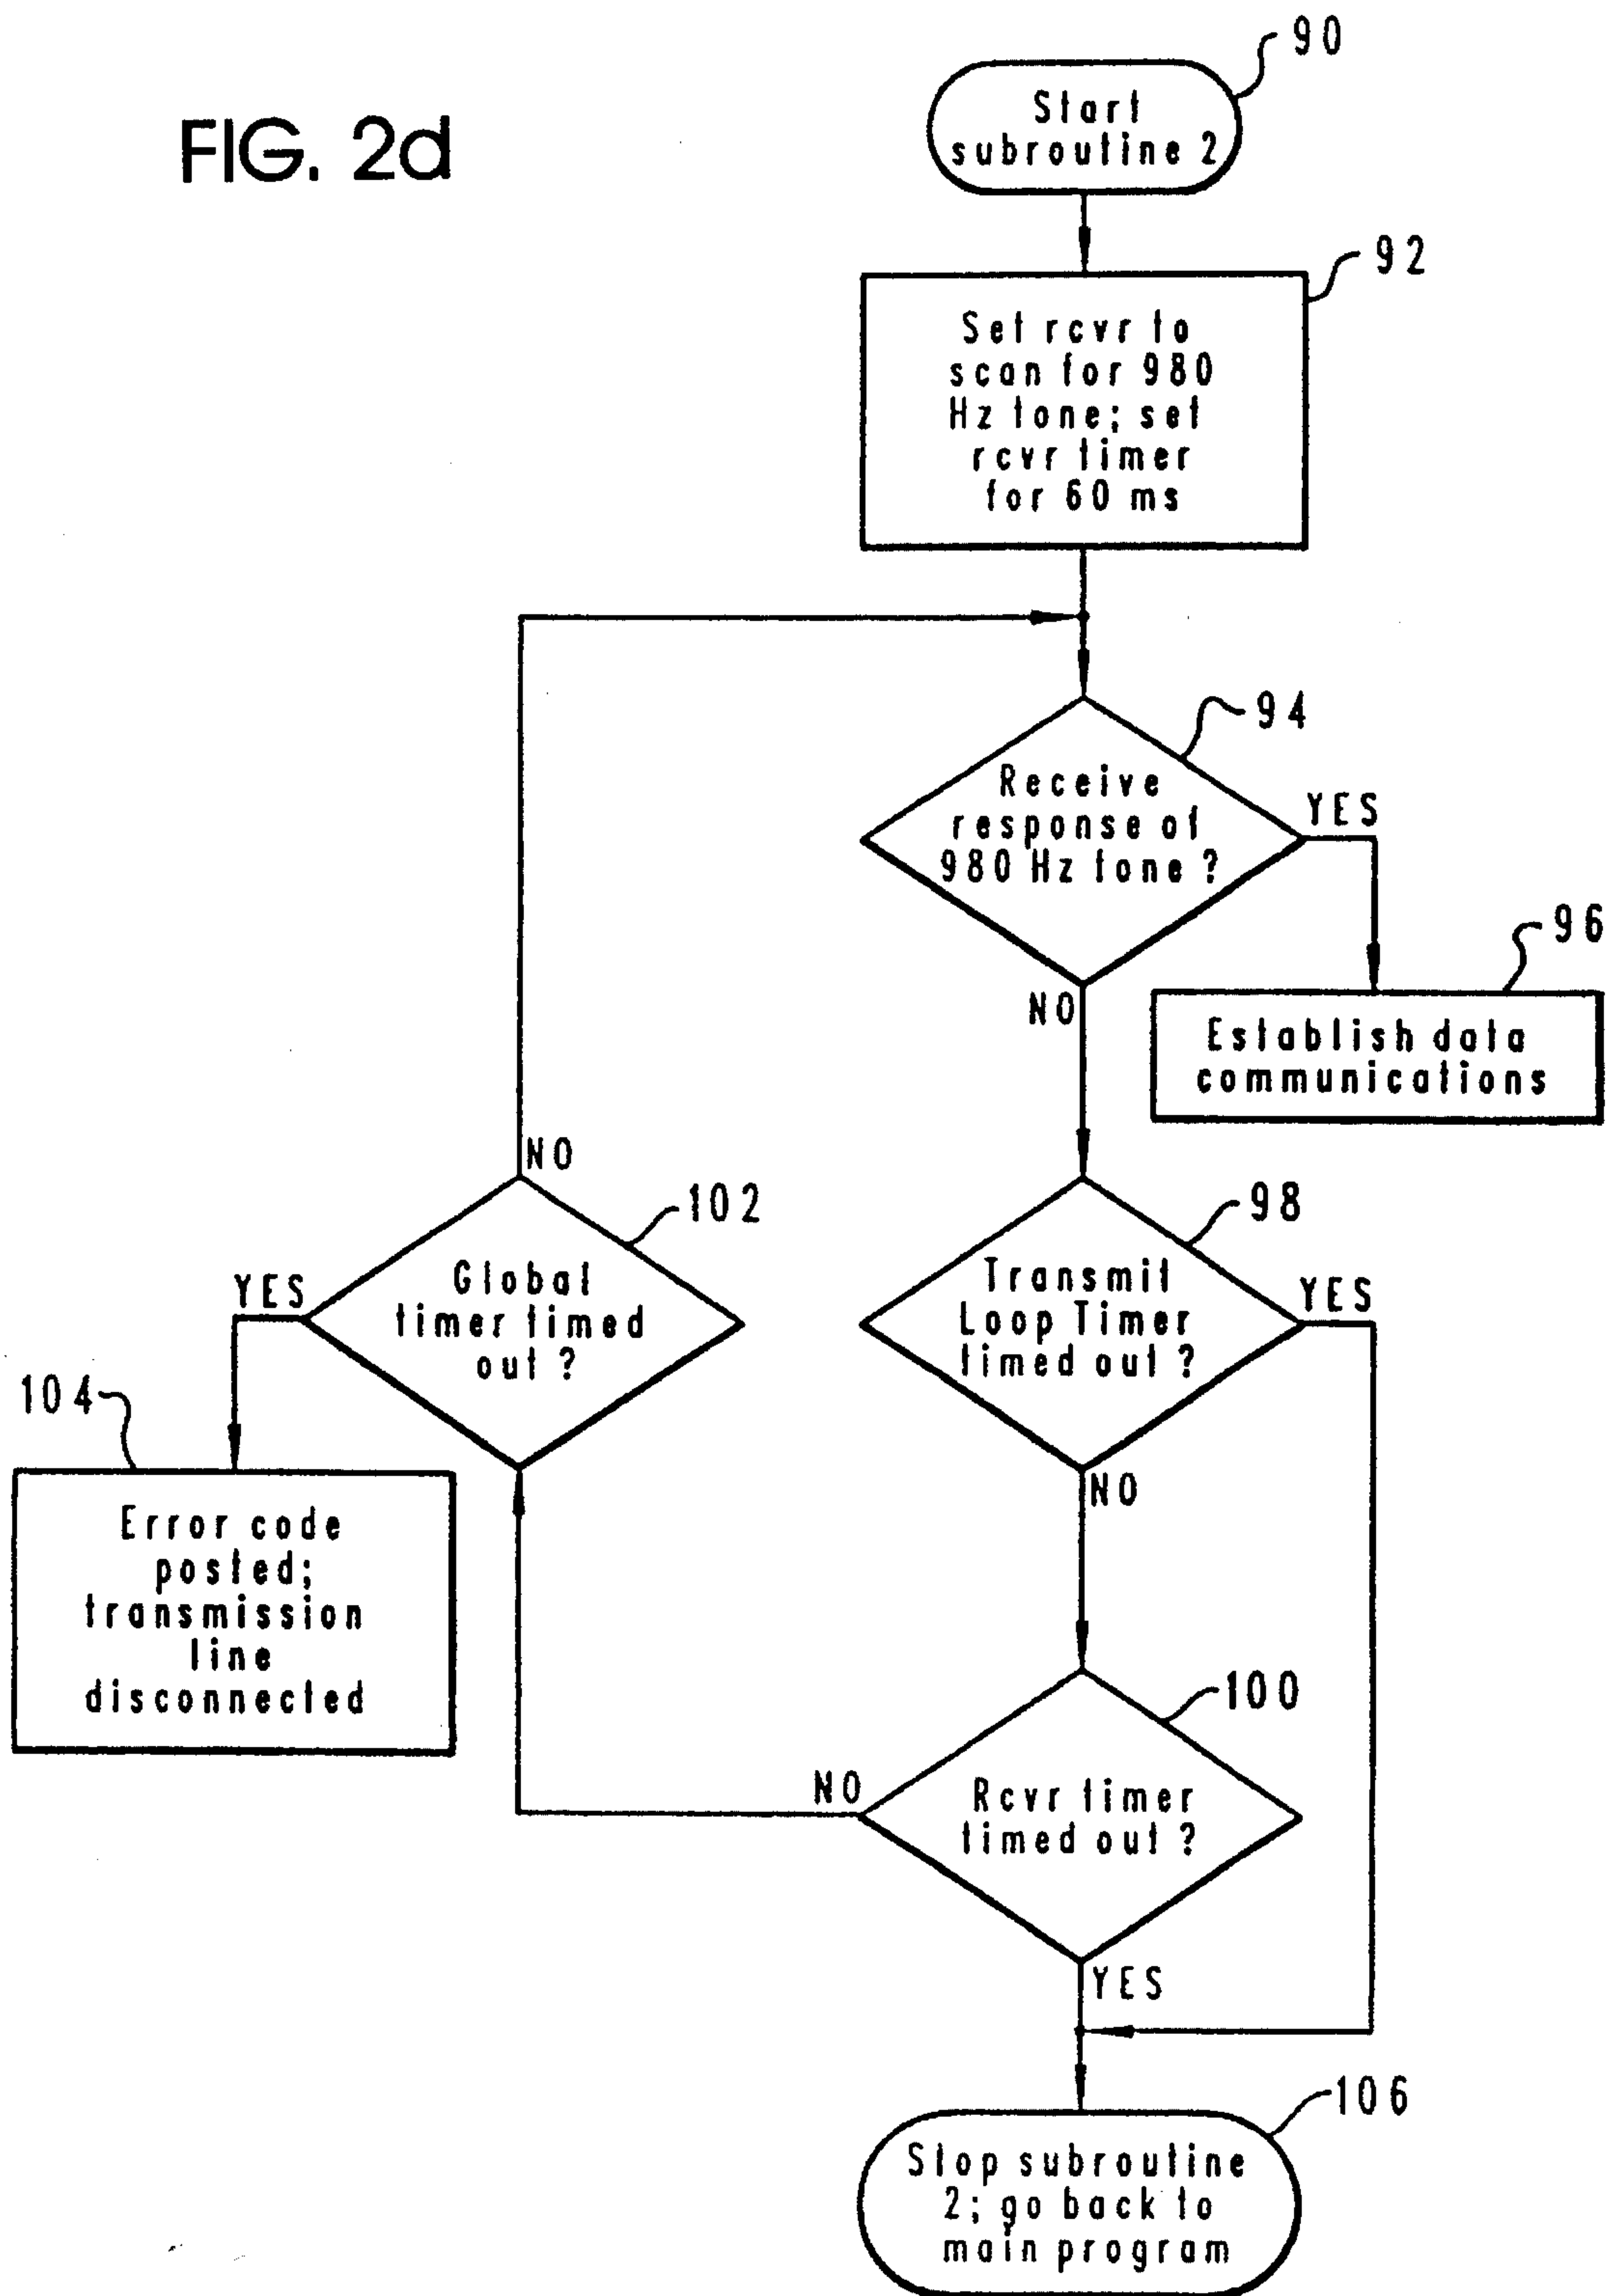 FIG. 2d
90
Start
subroutine 2
92
Set rcvr to
scan for 980
Hz tone; set
rcvr timer
for 60 ms
94
Receive
response of
980 Hz tone ?
YES
NO
96
Establish data
communications
98
Transmit
Loop Timer
timed out ?
YES
NO
102
Global
timer timed
out ?
NO
YES
104
Error code
posted;
transmission
line
disconnected
100
Rcvr timer
timed out ?
NO
YES
106
Stop subroutine
2; go back to
main program